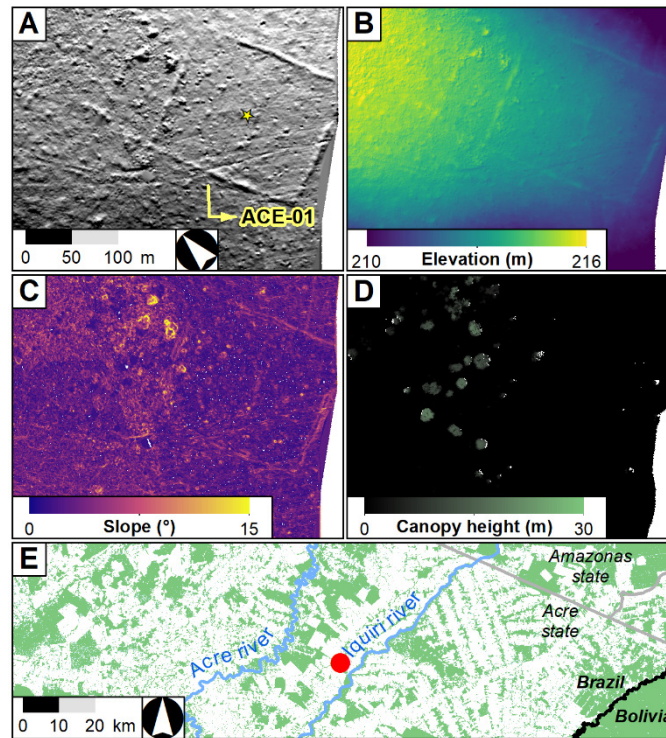 A
ACE-01
0 50 100 m
B
Elevation (m)
210 216
C
Slope (º)
0 15
D
Canopy height (m)
0 30
E
Amazonas
state
Acre
state
Acre river
Iquiri river
Brazil
Bolivia
0 10 20 km